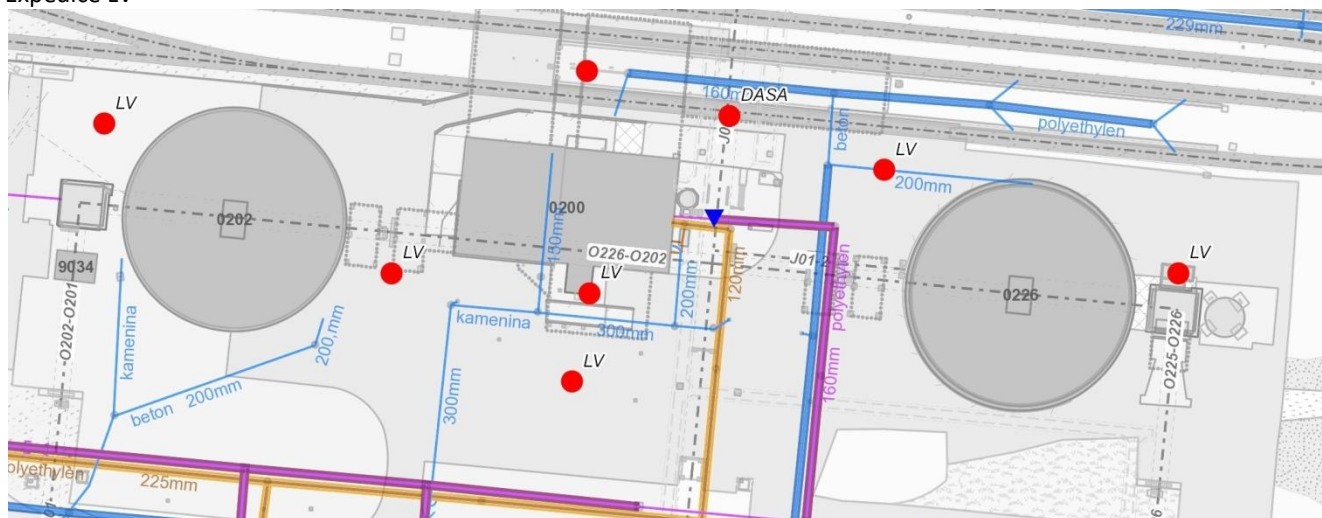 Expedice 1:
229mm
160mm
DASA
LV
polyethylen
beton
J01
LV
200mm
0202
0200
150mm
O226-O202
J01-2
LV
LV
LV
9034
O202-O201
kamenina
200,mm
beton 200mm
kamenina
300mm
300mm
200mm
120mm
polyethylen
160mm
0226
O225-O226
LV
polyethylen
225mm